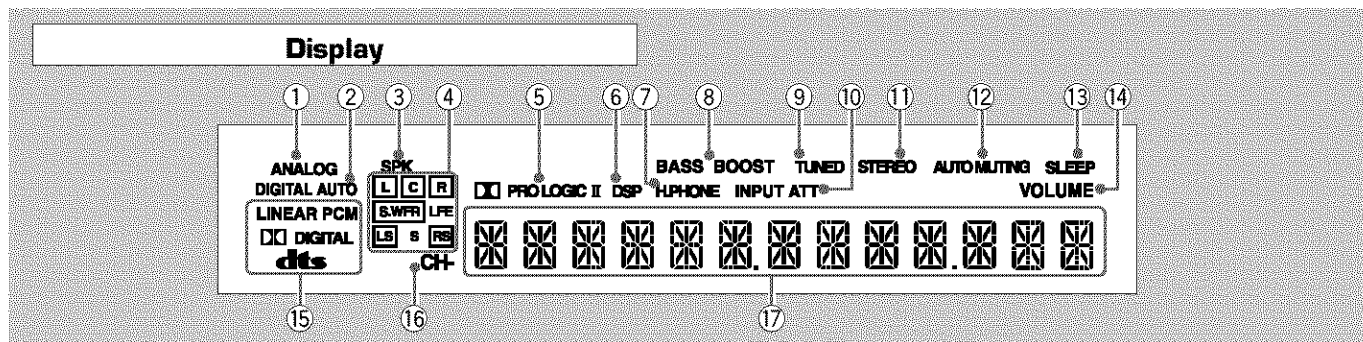 Display
① ② ③ ④ ⑤ ⑥ ⑦ ⑧ ⑨ ⑩ ⑪ ⑫ ⑬ ⑭
ANALOG SPK BASS BOOST TUNED STEREO AUTO MUTING SLEEP
DIGITAL AUTO L C R PRO LOGIC II DSP H.PHONE INPUT ATT VOLUME
LINEAR PCM S.WFR LFE
DIGITAL LS S RS
dts CH-
⑮ ⑯ ⑰